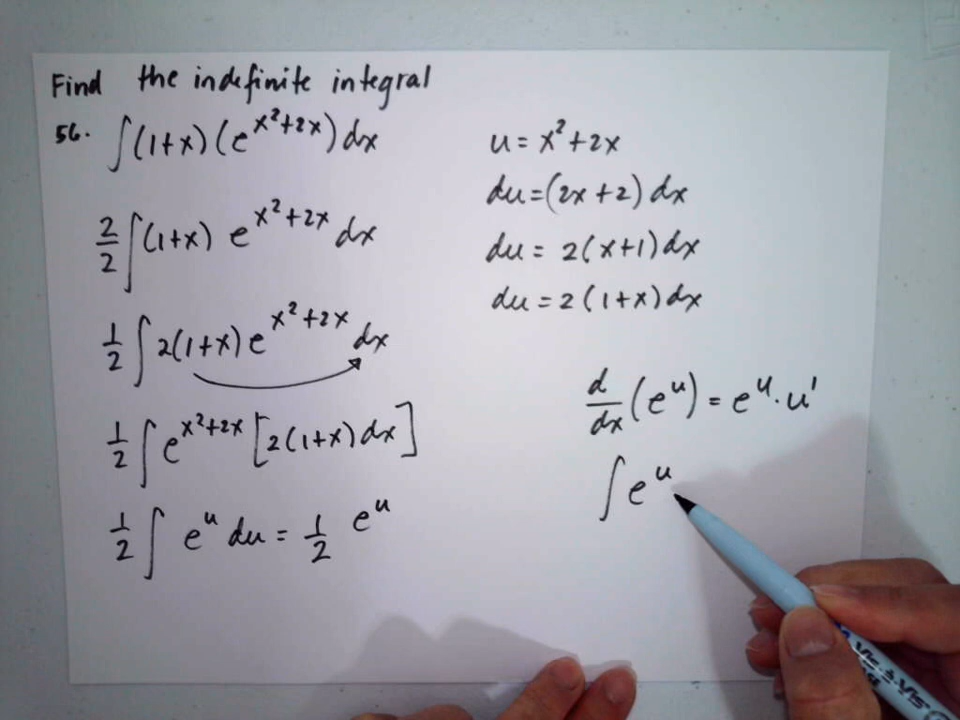 Find the indefinite integral
56. ∫(1+x)(e^{x²+2x})dx
2/2 ∫(1+x) e^{x²+2x} dx
1/2 ∫2(1+x)e^{x²+2x} dx
1/2 ∫e^{x²+2x} [2(1+x)dx]
1/2 ∫ e^u du = 1/2 e^u
u = x²+2x
du = (2x+2)dx
du = 2(x+1)dx
du = 2(1+x)dx
d/dx (e^u) = e^u · u'
∫e^u